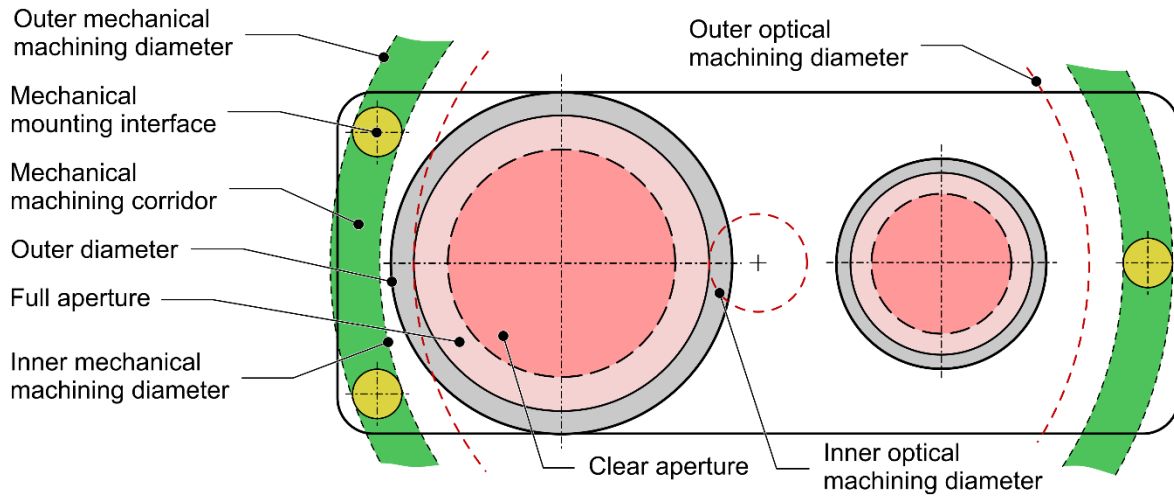 Outer mechanical
machining diameter
Mechanical
mounting interface
Mechanical
machining corridor
Outer diameter
Full aperture
Inner mechanical
machining diameter
Outer optical
machining diameter
Clear aperture
Inner optical
machining diameter